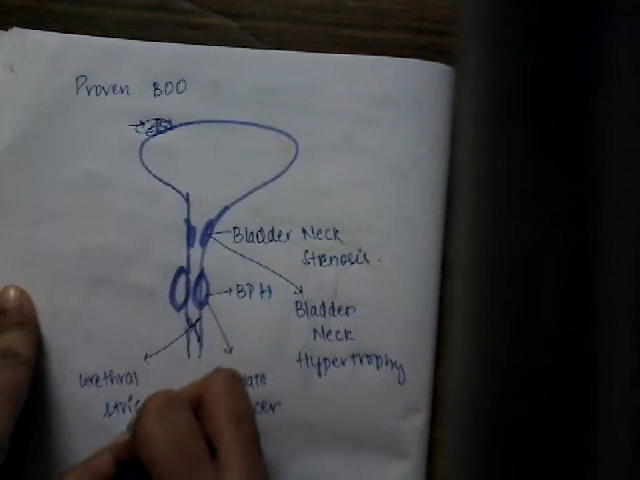 Proven BOO
Bladder Neck
Stenosis.
BPH
Bladder
Neck
Hypertrophy
urethral